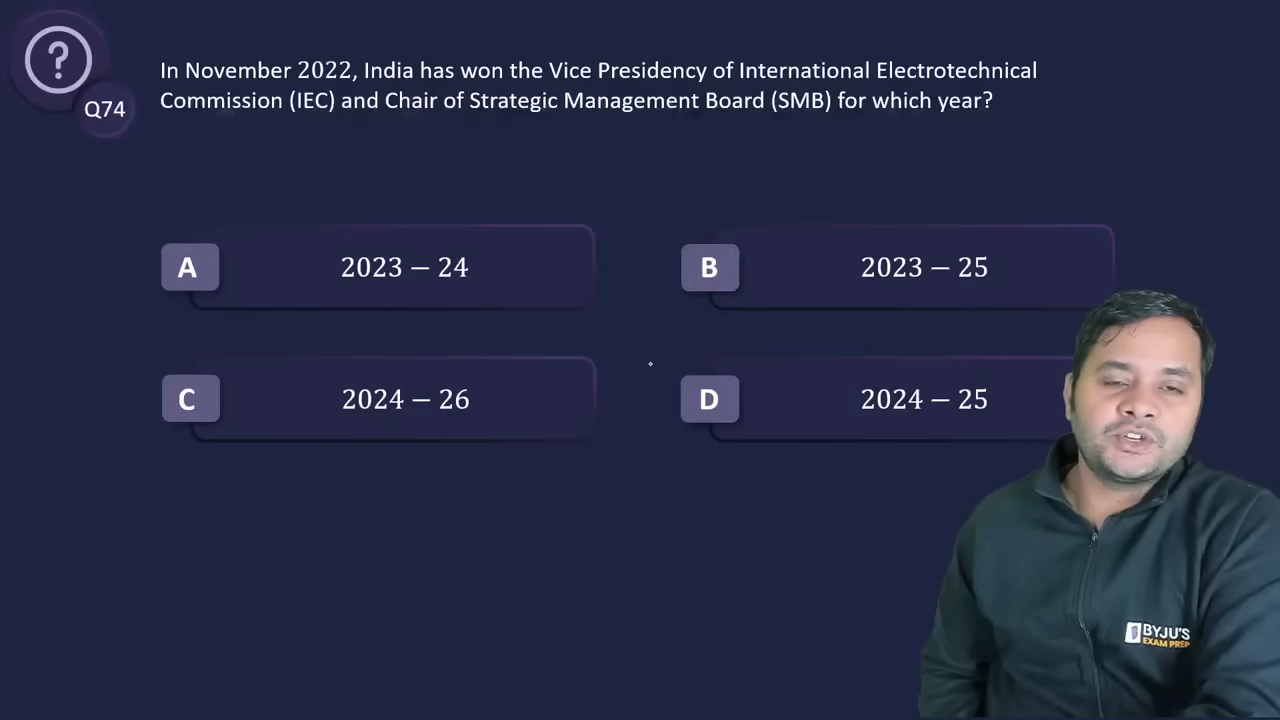 ?
Q74
In November 2022, India has won the Vice Presidency of International Electrotechnical
Commission (IEC) and Chair of Strategic Management Board (SMB) for which year?
A
2023 – 24
B
2023 – 25
C
2024 – 26
D
2024 – 25
BYJU'S
EXAM PREP